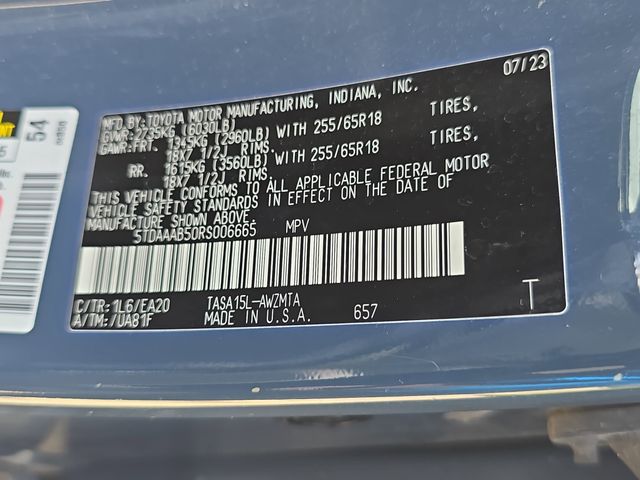 07/23
MFD.BY:TOYOTA MOTOR MANUFACTURING, INDIANA, INC.
GVWR:2735KG (6030LB)
GAWR:FRT. 1345KG (2960LB) WITH 255/65R18 TIRES,
18X7 1/2J RIMS.
RR. 1615KG (3560LB) WITH 255/65R18 TIRES,
18X7 1/2J RIMS.
THIS VEHICLE CONFORMS TO ALL APPLICABLE FEDERAL MOTOR
VEHICLE SAFETY STANDARDS IN EFFECT ON THE DATE OF
MANUFACTURE SHOWN ABOVE.
5TDAAAB50RS006665 MPV
C/TR:1L6/EA20 TASA15L-AWZMTA
A/TM:/UA81F MADE IN U.S.A. 657
T
54